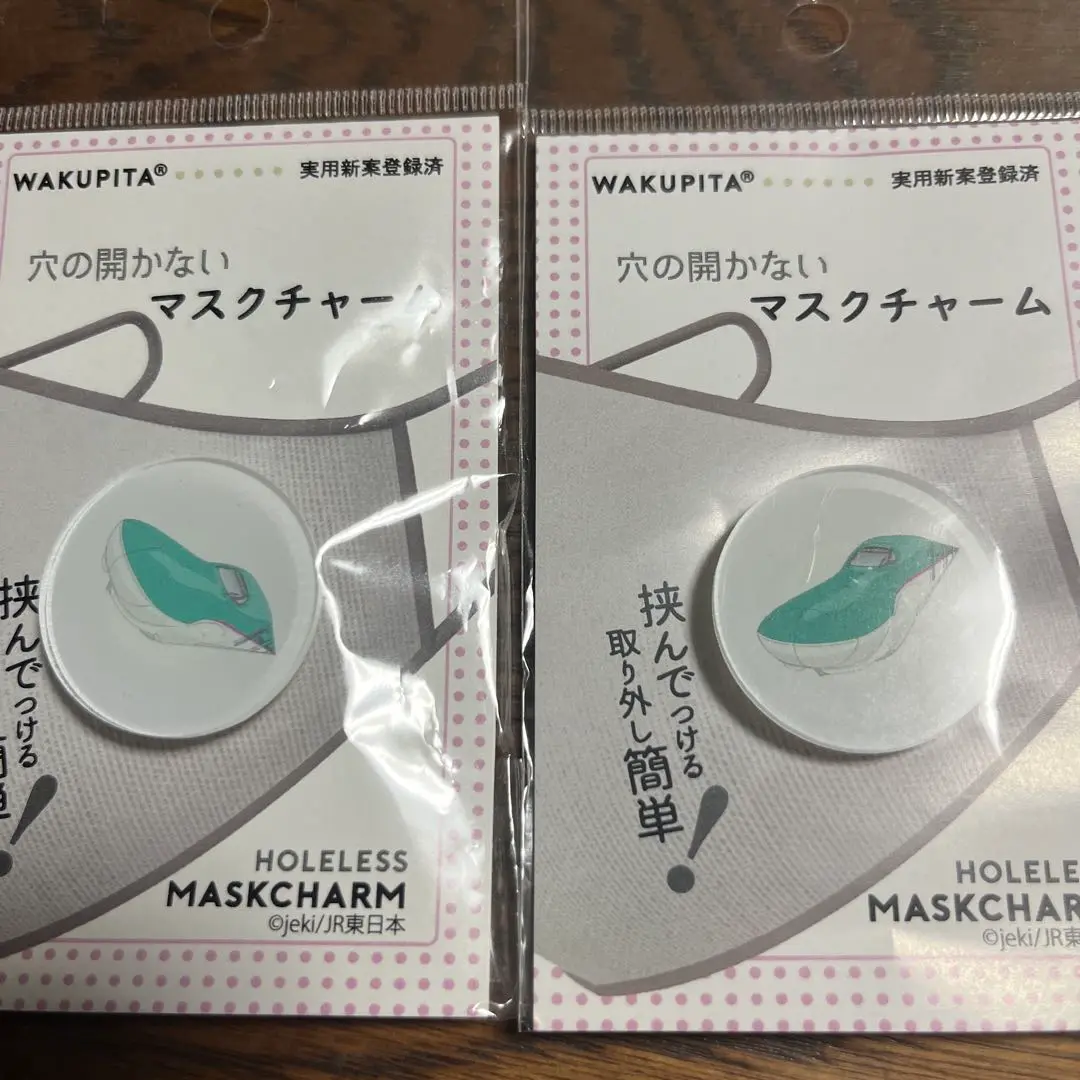 WAKUPITA®
実用新案登録済
穴の開かない
マスクチャー
挟んでつける
HOLELESS
MASKCHARM
©jeki/JR東日本
WAKUPITA®
実用新案登録済
穴の開かない
マスクチャーム
挟んでつける
取り外し簡単!
HOLELE
MASKCHAR
©jeki/JR東